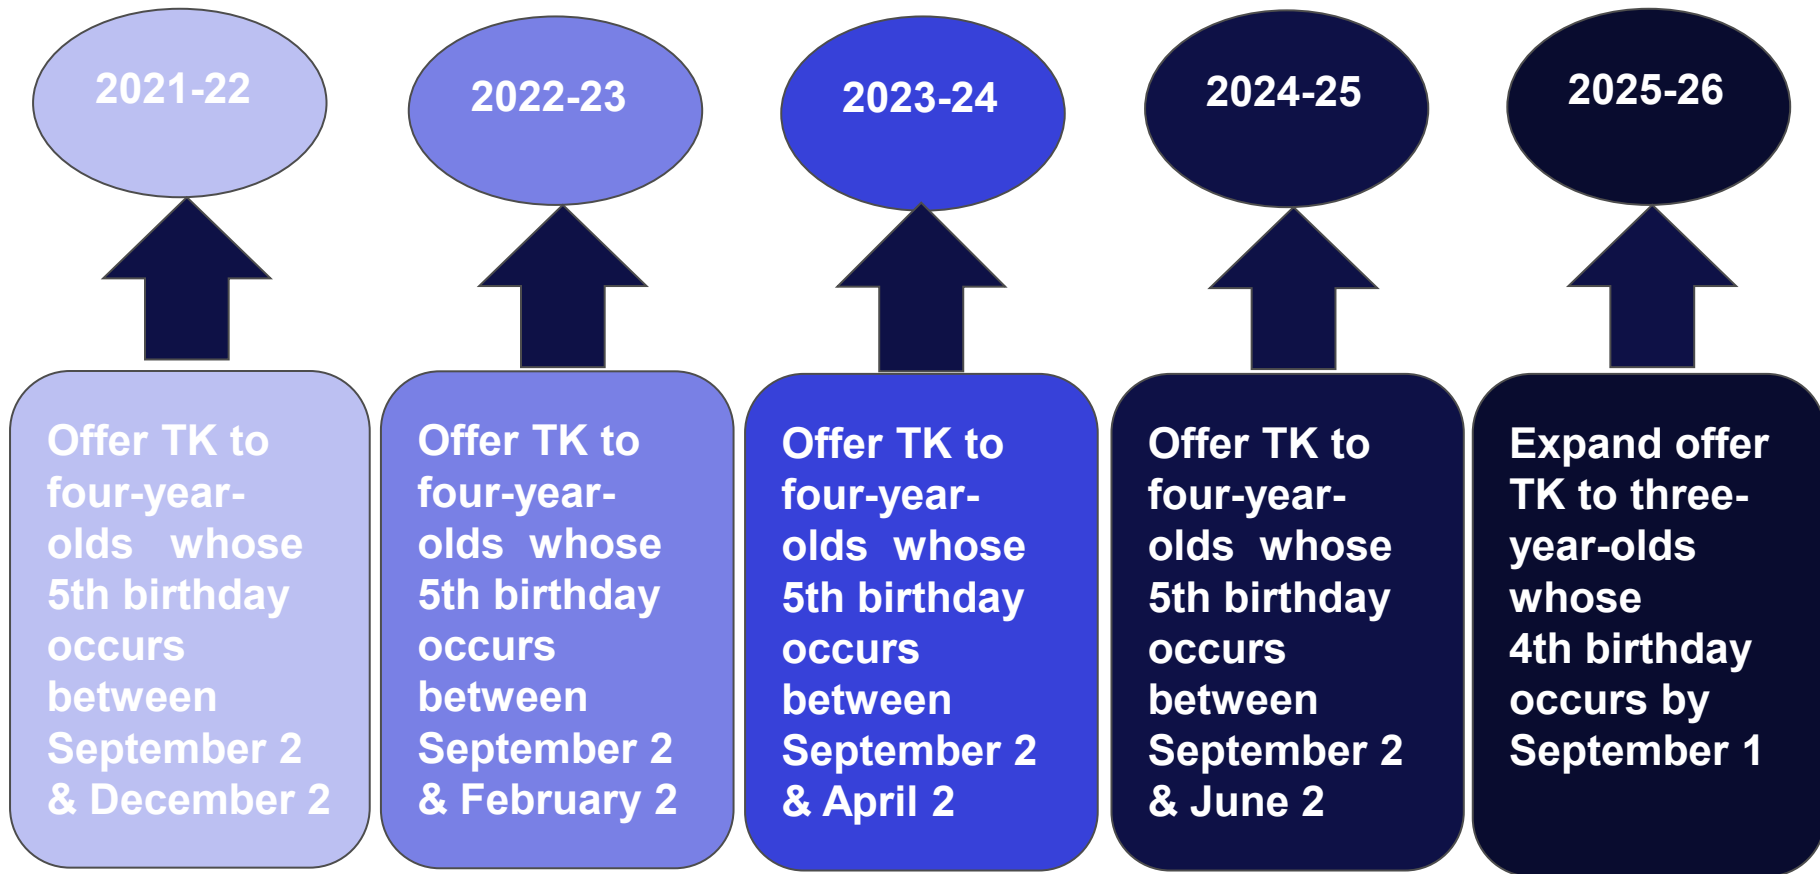 2021-22
2022-23
2023-24
2024-25
2025-26
Offer TK to
four-year-
olds whose
5th birthday
occurs
between
September 2
& December 2
Offer TK to
four-year-
olds whose
5th birthday
occurs
between
September 2
& February 2
Offer TK to
four-year-
olds whose
5th birthday
occurs
between
September 2
& April 2
Offer TK to
four-year-
olds whose
5th birthday
occurs
between
September 2
& June 2
Expand offer
TK to three-
year-olds
whose
4th birthday
occurs by
September 1